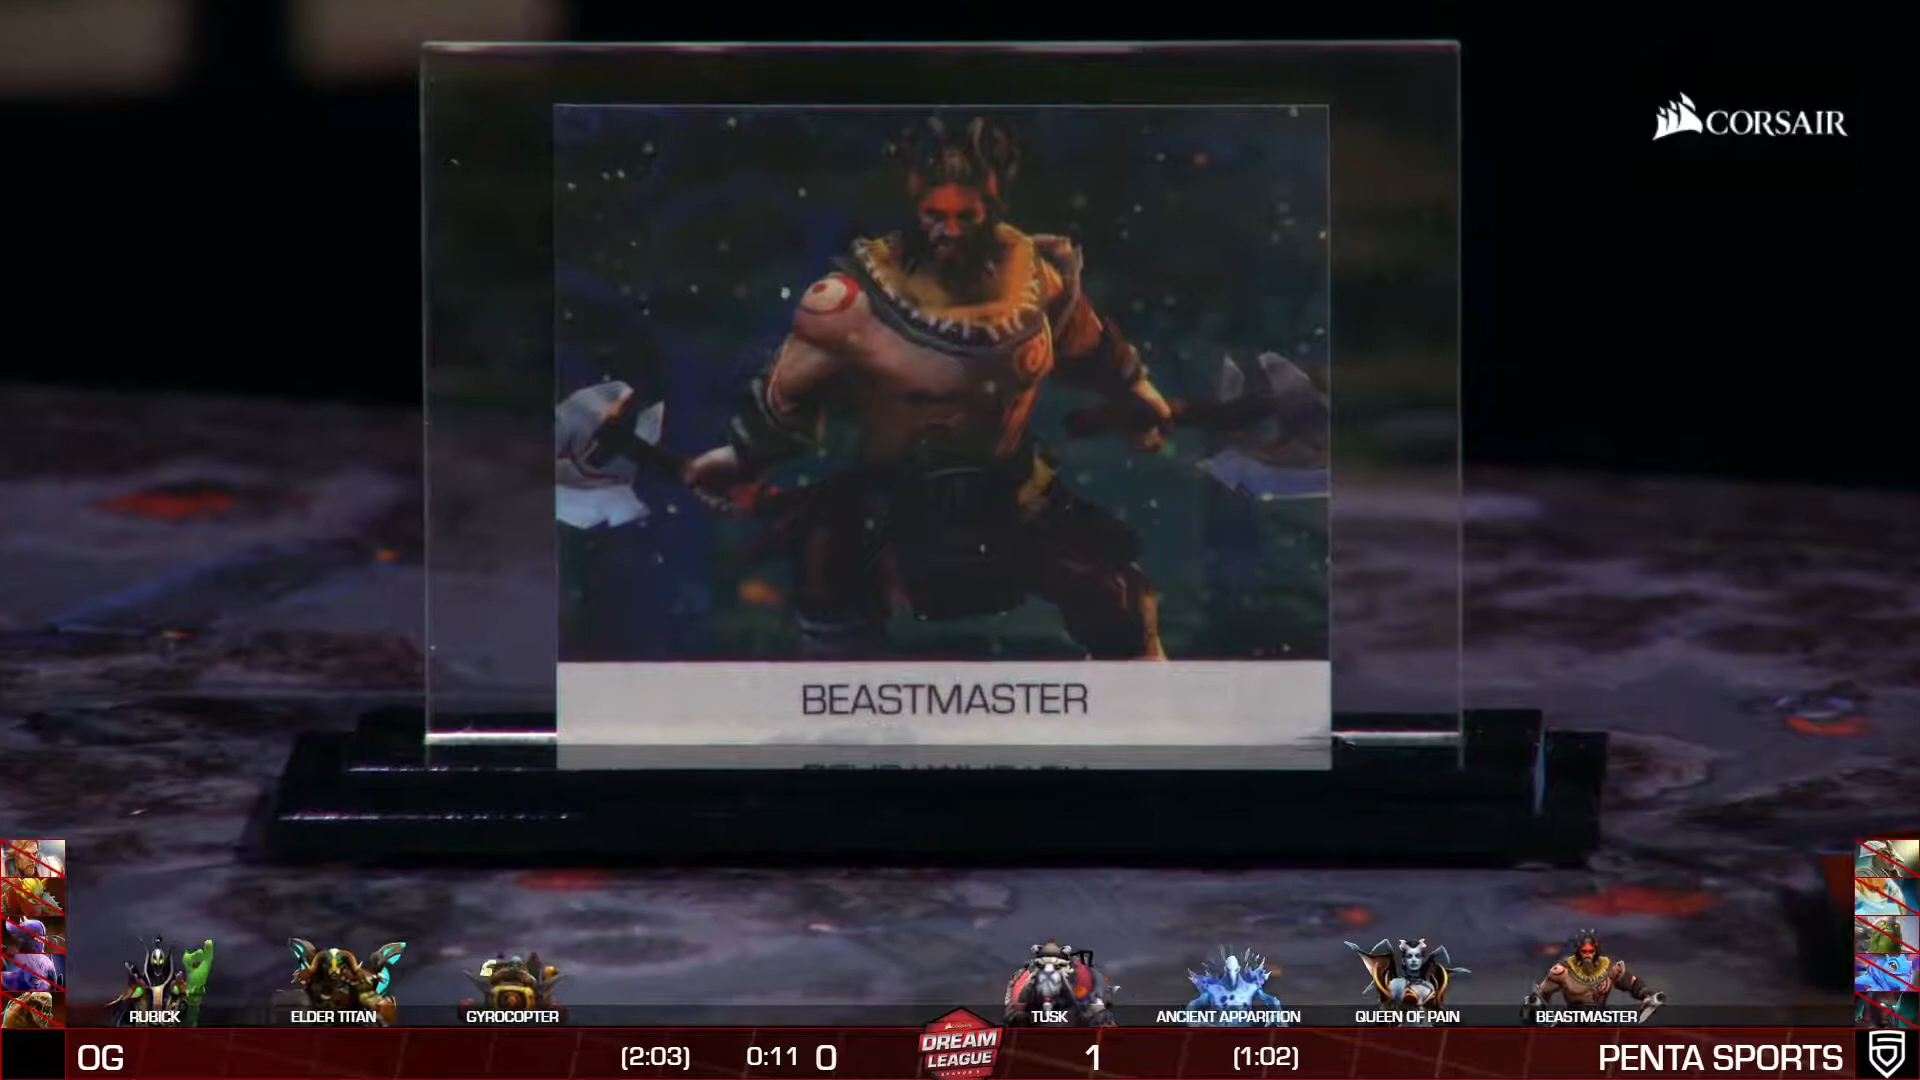 CORSAIR
BEASTMASTER
RUBICK
ELDER TITAN
GYROCOPTER
TUSK
ANCIENT APPARITION
QUEEN OF PAIN
BEASTMASTER
OG
(2:03)
0:11
0
DREAM
LEAGUE
1
(1:02)
PENTA SPORTS